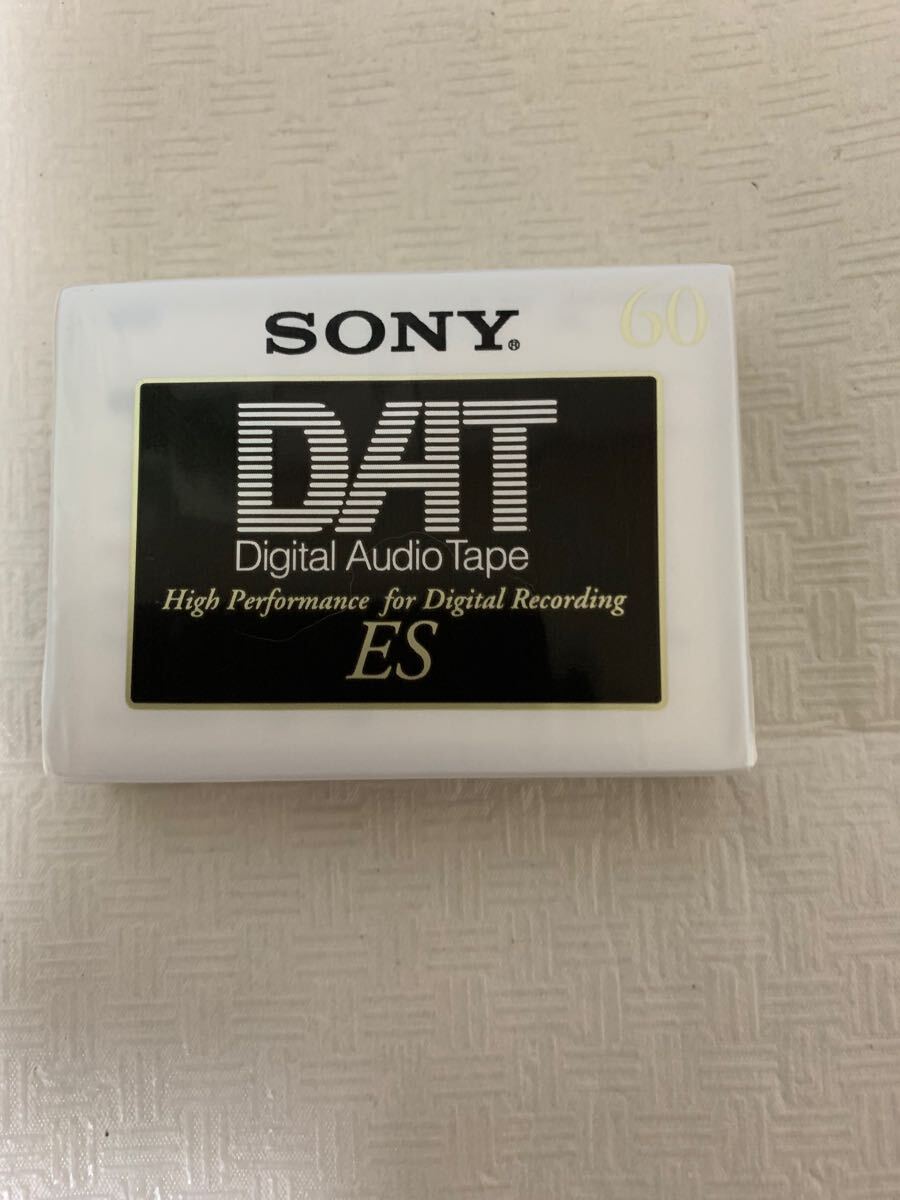 SONY®
60
DAT
Digital Audio Tape
High Performance for Digital Recording
ES